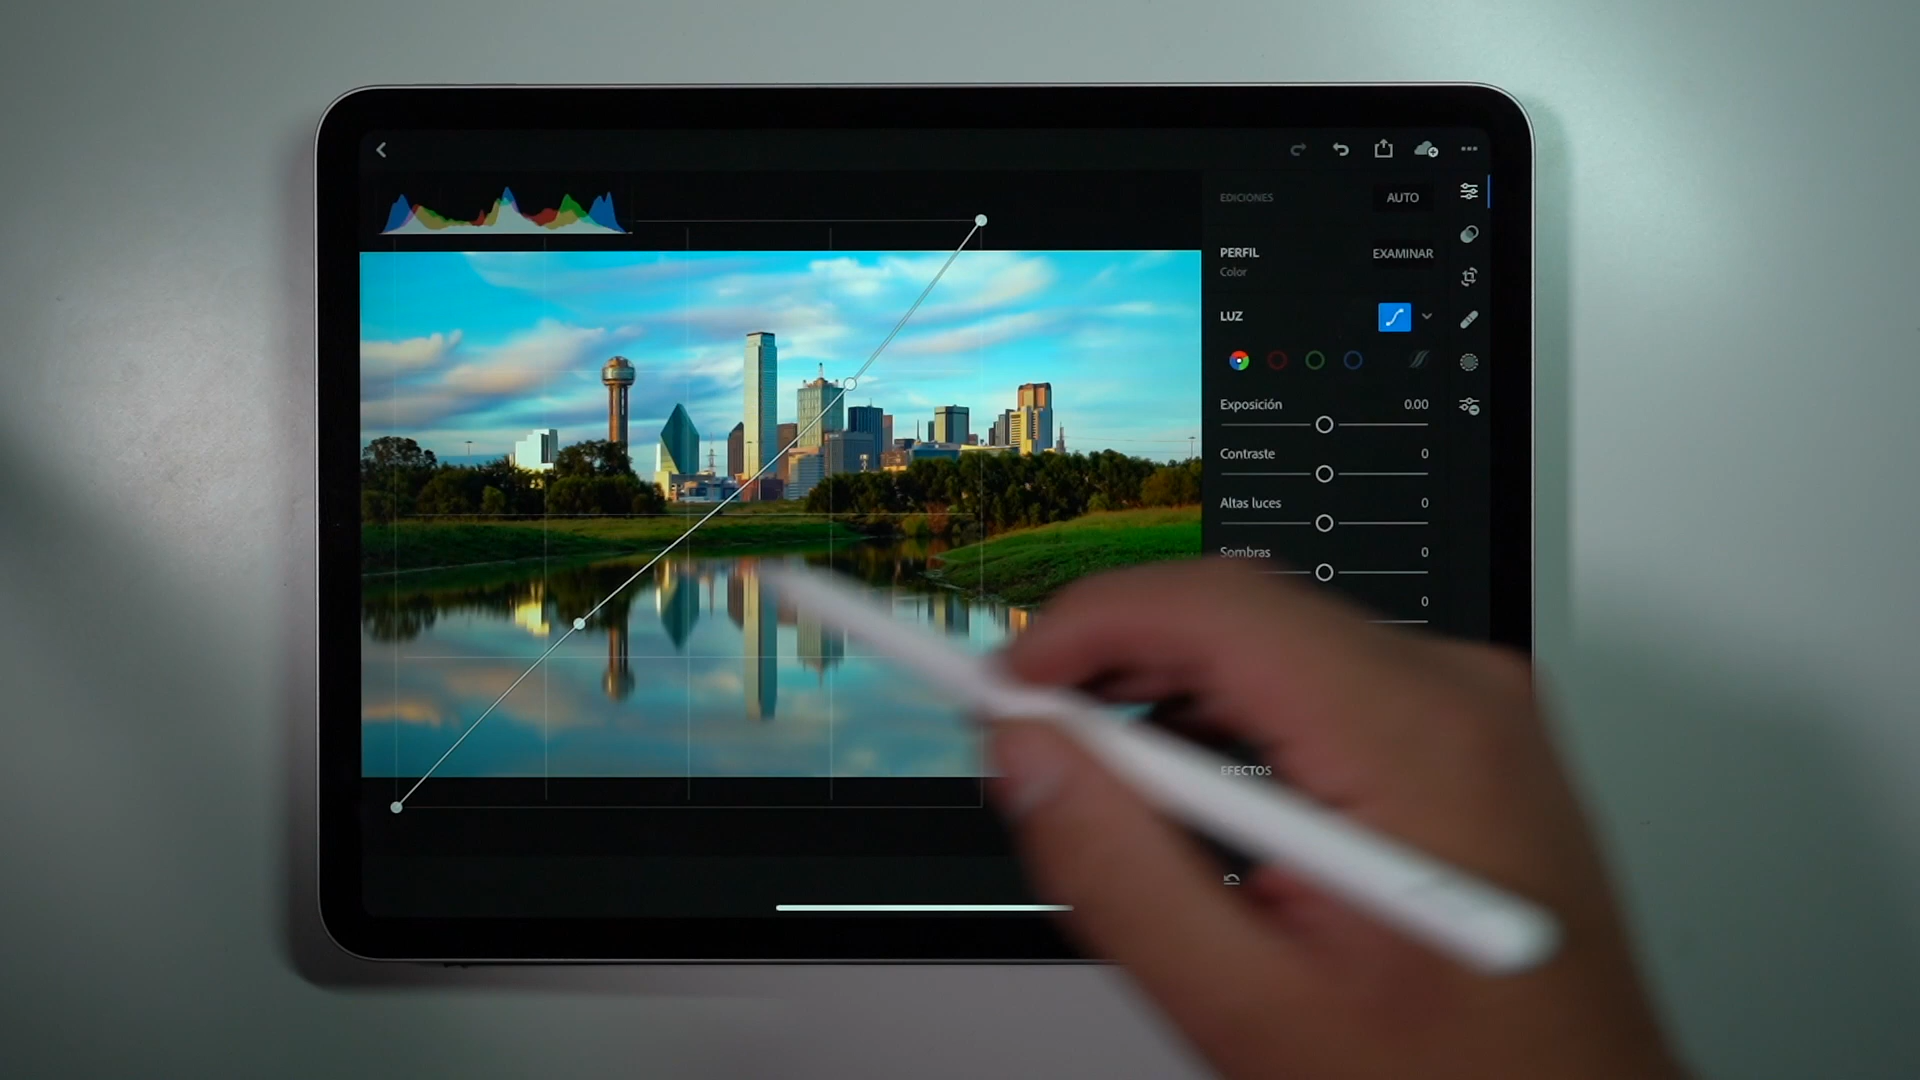 EDICIONES AUTO
PERFIL EXAMINAR
Color
LUZ
Exposición 0.00
Contraste 0
Altas luces 0
Sombras 0
0
EFECTOS